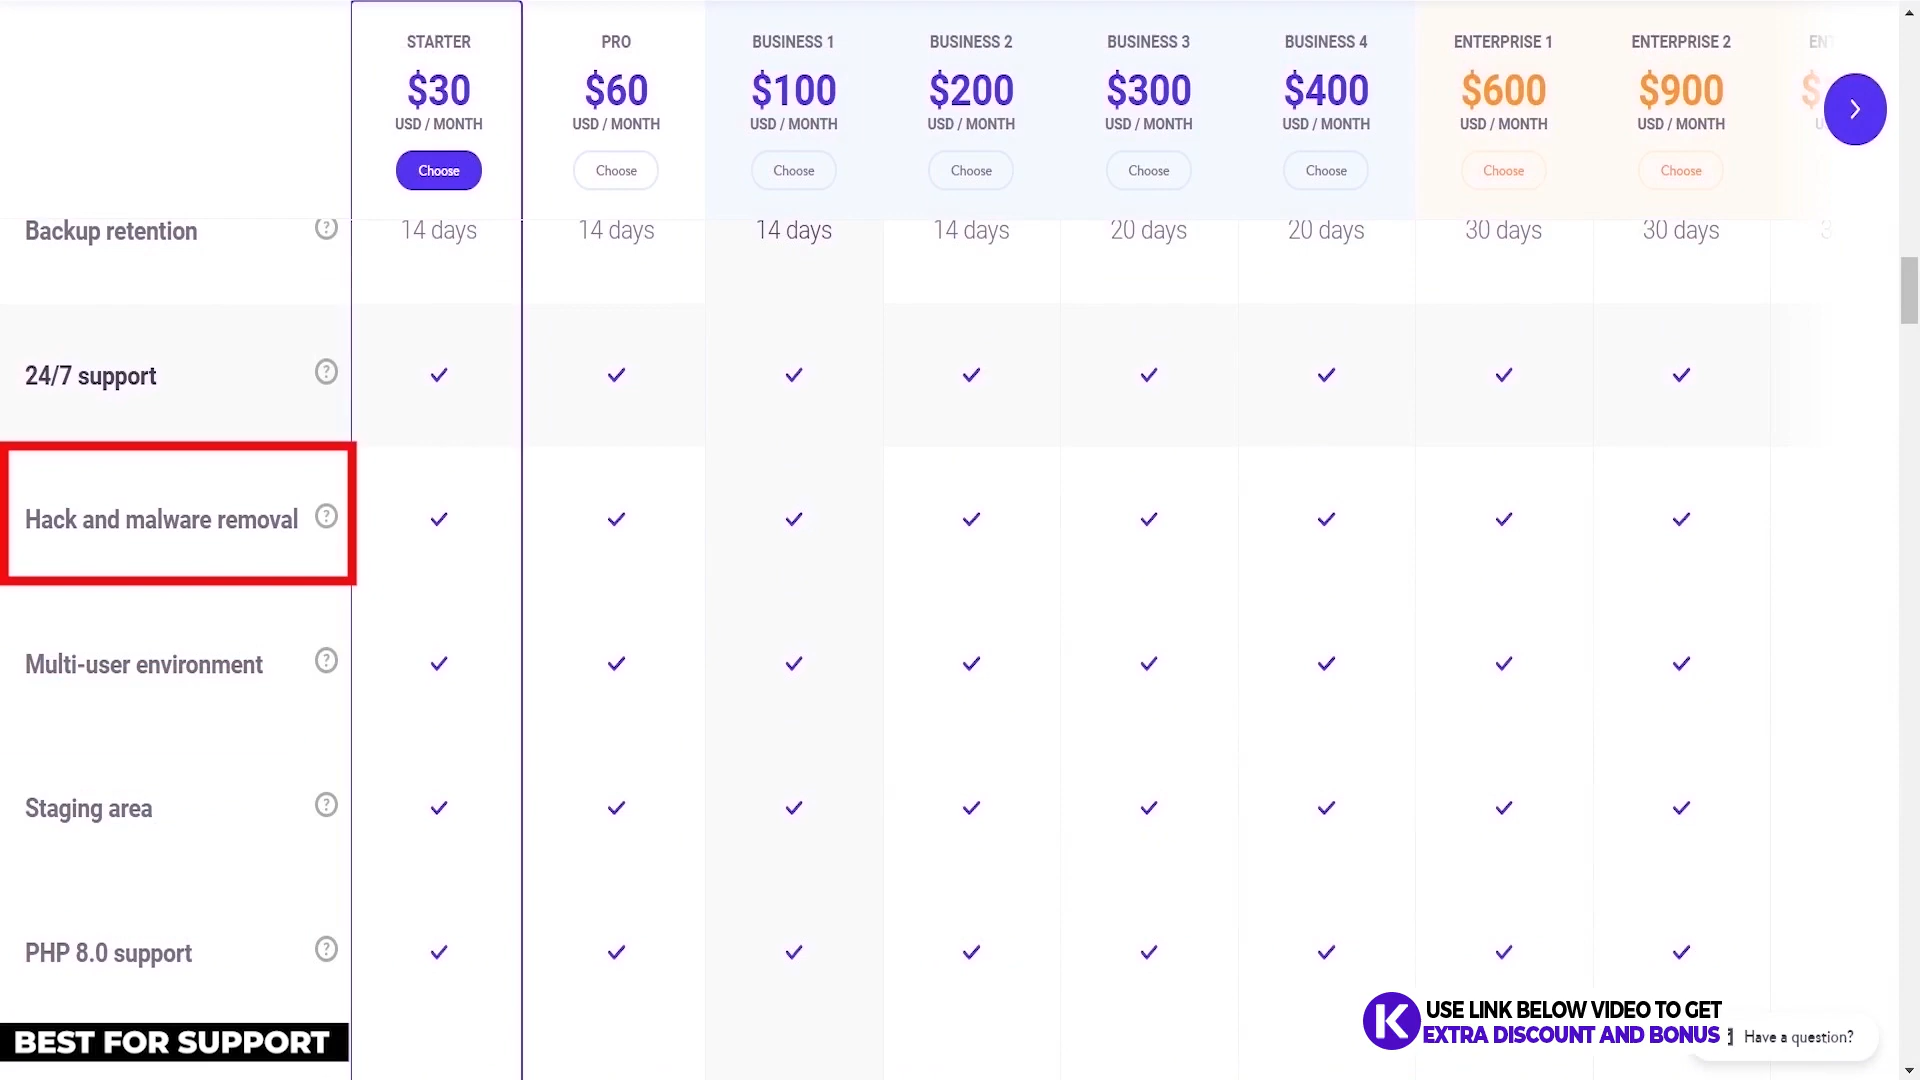 STARTER PRO BUSINESS 1 BUSINESS 2 BUSINESS 3 BUSINESS 4 ENTERPRISE 1 ENTERPRISE 2
$30 $60 $100 $200 $300 $400 $600 $900 $
USD / MONTH USD / MONTH USD / MONTH USD / MONTH USD / MONTH USD / MONTH USD / MONTH USD / MONTH
Choose Choose Choose Choose Choose Choose Choose Choose
Backup retention ? 14 days 14 days 14 days 14 days 20 days 20 days 30 days 30 days
24/7 support ?
Hack and malware removal ?
Multi-user environment ?
Staging area ?
PHP 8.0 support ?
BEST FOR SUPPORT
K USE LINK BELOW VIDEO TO GET
EXTRA DISCOUNT AND BONUS
Have a question?